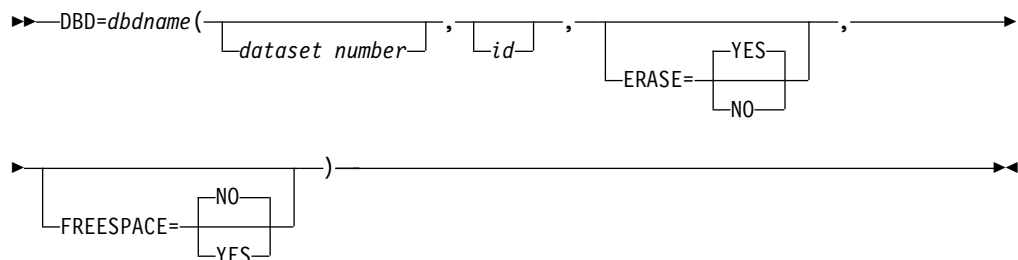 YES
DBD=dbdname( , , ,
dataset number id ERASE=
NO
NO )
FREESPACE=
YES